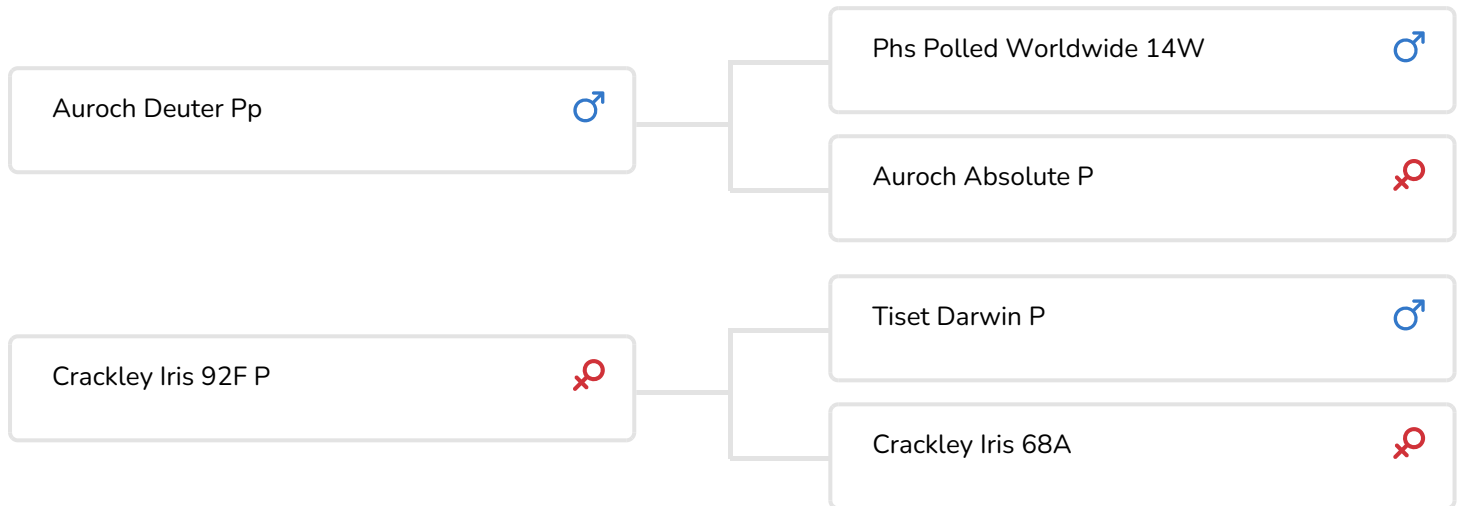 Phs Polled Worldwide 14W
Auroch Deuter Pp
Auroch Absolute P
Tiset Darwin P
Crackley Iris 92F P
Crackley Iris 68A